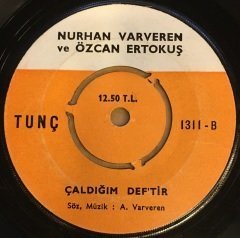 NURHAN VARVEREN
ve ÖZCAN ERTOKUŞ
12.50 T.L.
TUNÇ
1311-B
ÇALDIĞIM DEF'TİR
Söz, Müzik : A. Varveren